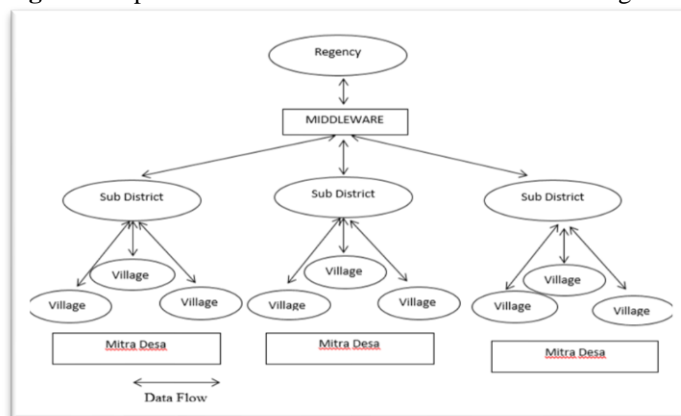 Regency
MIDDLEWARE
Sub District
Sub District
Sub District
Village
Village
Village
Village
Village
Village
Village
Village
Village
Mitra Desa
Mitra Desa
Mitra Desa
Data Flow